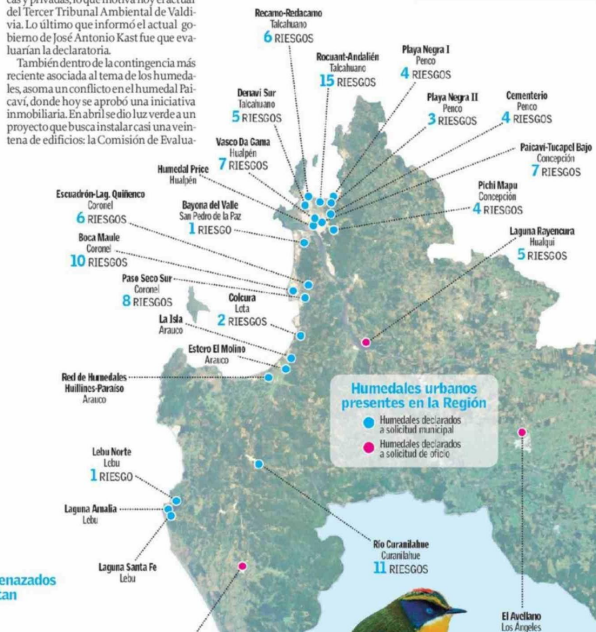 cas y privadas, lo que motiva hoy el actual
del Tercer Tribunal Ambiental de Valdi-
via. Lo último que informó el actual go-
bierno de José Antonio Kast fue que eva-
luarían la declaratoria.
También dentro de la contingencia más
reciente asociada al tema de los humeda-
les, asoma un conflicto en el humedal Pai-
caví, donde hoy se aprobó una iniciativa
inmobiliaria. En abril se dio luz verde a un
proyecto que busca instalar casi una vein-
tena de edificios: la Comisión de Evalua-
Recamo-Redacamo
Talcahuano
6 RIESGOS
Rocuant-Andalién
Talcahuano
15 RIESGOS
Playa Negra I
Penco
4 RIESGOS
Denavi Sur
Talcahuano
5 RIESGOS
Playa Negra II
Penco
3 RIESGOS
Cementerio
Penco
4 RIESGOS
Vasco Da Gama
Hualpén
7 RIESGOS
Paicavi-Tucapel Bajo
Concepción
7 RIESGOS
Humedal Price
Hualpén
Pichi Mapu
Concepción
4 RIESGOS
Escuadrón-Lag. Quiñenco
Coronel
6 RIESGOS
Bayona del Valle
San Pedro de la Paz
1 RIESGO
Laguna Rayencura
Hualqui
5 RIESGOS
Boca Maule
Coronel
10 RIESGOS
Paso Seco Sur
Coronel
8 RIESGOS
Colcura
Lota
2 RIESGOS
La Isla
Arauco
Estero El Molino
Arauco
Red de Humedales
Huillines-Paraíso
Arauco
Humedales urbanos
presentes en la Región
Humedales declarados
a solicitud municipal
Humedales declarados
a solicitud de oficio
Lebu Norte
Lebu
1 RIESGO
Laguna Amalia
Lebu
Laguna Santa Fe
Lebu
Río Curanilahue
Curanilahue
11 RIESGOS
enazados
tan
El Avellano
Los Ángeles